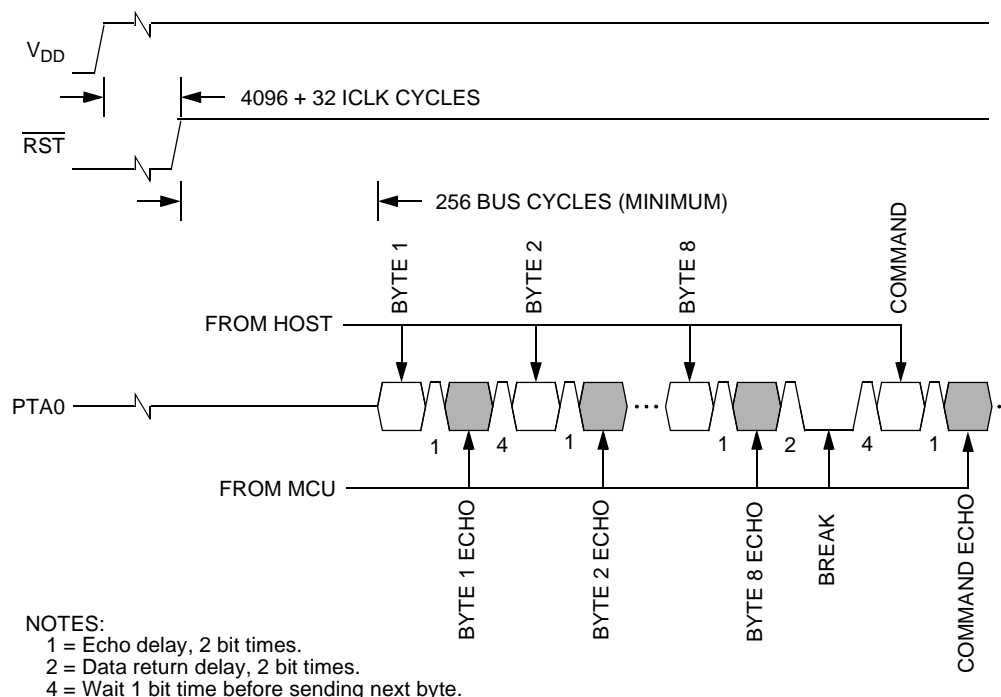 VDD
4096 + 32 ICLK CYCLES
RST
256 BUS CYCLES (MINIMUM)
BYTE 1
BYTE 2
BYTE 8
COMMAND
FROM HOST
PTA0
...
...
1
4
1
1
2
4
1
FROM MCU
BYTE 1 ECHO
BYTE 2 ECHO
BYTE 8 ECHO
BREAK
COMMAND ECHO
NOTES:
1 = Echo delay, 2 bit times.
2 = Data return delay, 2 bit times.
4 = Wait 1 bit time before sending next byte.